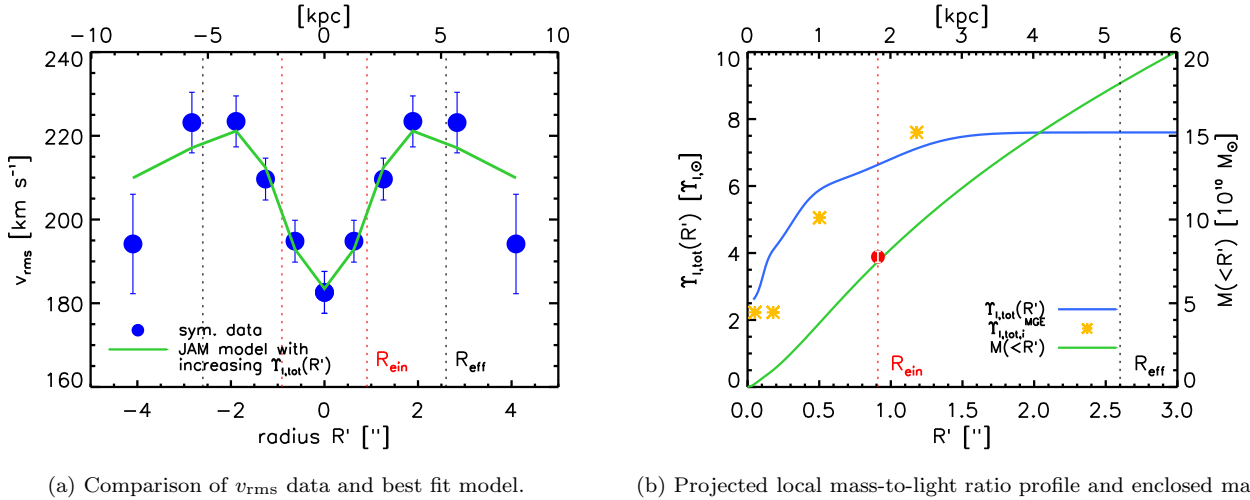 [kpc]
−10 −5 0 5 10
240
220
200
180
160
v_rms [km s⁻¹]
sym. data
JAM model with
increasing ϒ_I,tot(R')
R_ein
R_eff
−4 −2 0 2 4
radius R' ["]
(a) Comparison of v_rms data and best fit model.
[kpc]
0 1 2 3 4 5 6
10
8
6
4
2
0
ϒ_I,tot(R') [ϒ_I,⊙]
20
15
10
5
0
M(<R') [10¹⁰ M_⊙]
ϒ_I,tot(R')
ϒ_I,tot,i^MGE
M(<R')
R_ein
R_eff
0.0 0.5 1.0 1.5 2.0 2.5 3.0
R' ["]
(b) Projected local mass-to-light ratio profile and enclosed ma